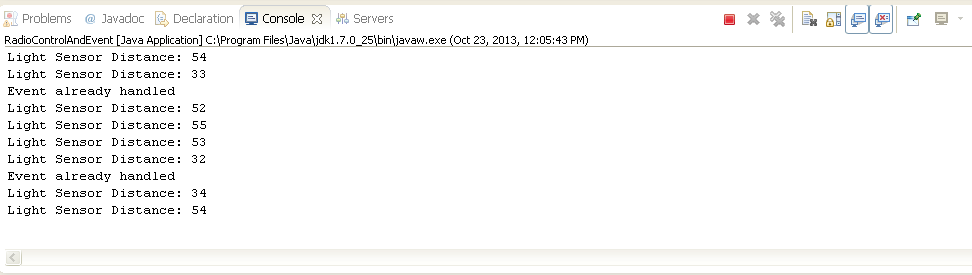 Problems @ Javadoc Declaration Console Servers
RadioControlAndEvent [Java Application] C:\Program Files\Java\jdk1.7.0_25\bin\javaw.exe (Oct 23, 2013, 12:05:43 PM)
Light Sensor Distance: 54
Light Sensor Distance: 33
Event already handled
Light Sensor Distance: 52
Light Sensor Distance: 55
Light Sensor Distance: 53
Light Sensor Distance: 32
Event already handled
Light Sensor Distance: 34
Light Sensor Distance: 54